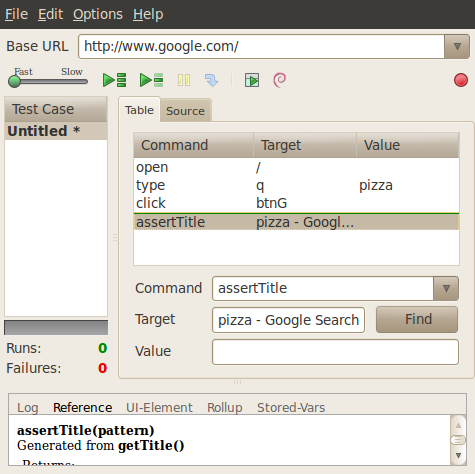 File Edit Options Help
Base URL http://www.google.com/
Fast Slow
Test Case
Untitled *
Table Source
Command Target Value
open /
type q pizza
click btnG
assertTitle pizza - Googl...
Command assertTitle
Target pizza - Google Search Find
Value
Runs: 0
Failures: 0
Log Reference UI-Element Rollup Stored-Vars
assertTitle(pattern)
Generated from getTitle()
Returns: